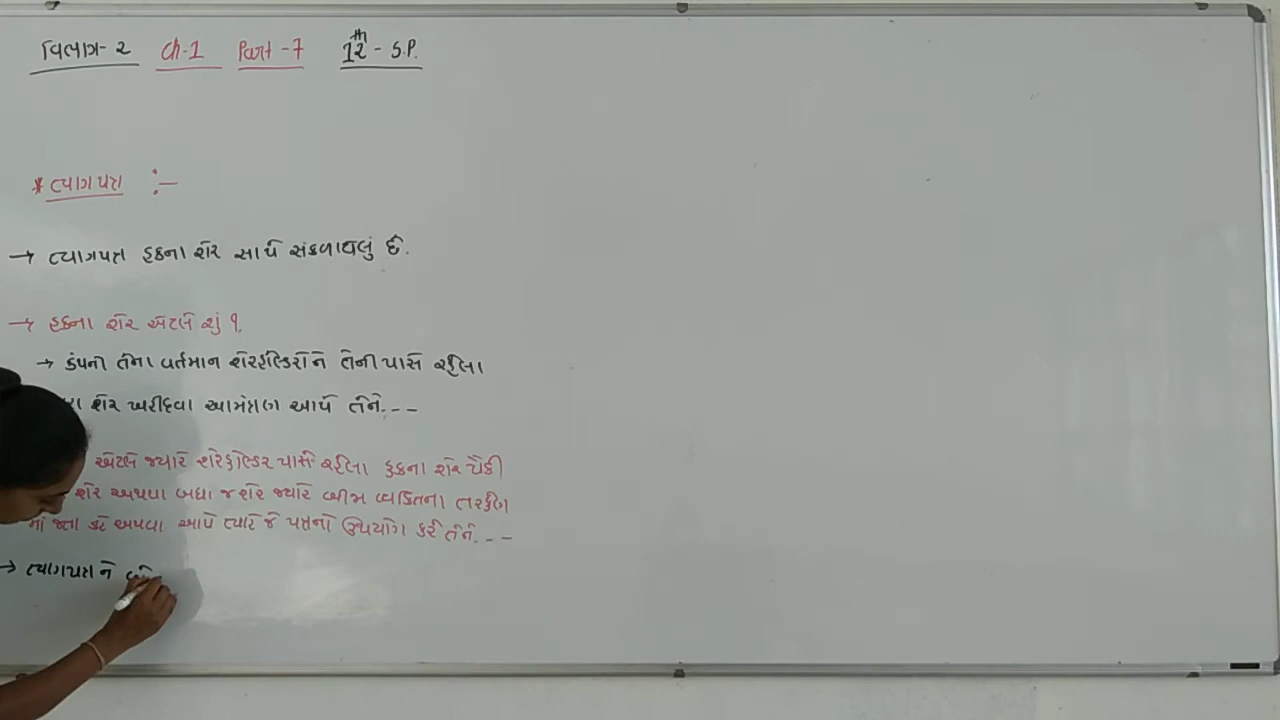 વિભાગ-૨ Ch-1 Part-7 12th - S.P.
* ત્યાગપત્ર :-
→ ત્યાગપત્ર હકના શેર સાથે સંકળાયેલું છે.
→ હકના શેર એટલે શું ?
→ કંપની તેના વર્તમાન શેરહોલ્ડરોને તેની પાસે રહેલા
શેર ખરીદવા આમંત્રણ આપે તેને.--
એટલે જ્યારે શેરહોલ્ડર પાસે રહેલા હકના શેર પૈકી
શેર અથવા બધા જ શેર જ્યારે વ્યક્તિના તરફેણ
માં જતા કરે અથવા આપે ત્યારે જે પત્રનો ઉપયોગ કરે તેને.---
→ ત્યાગપત્ર ને